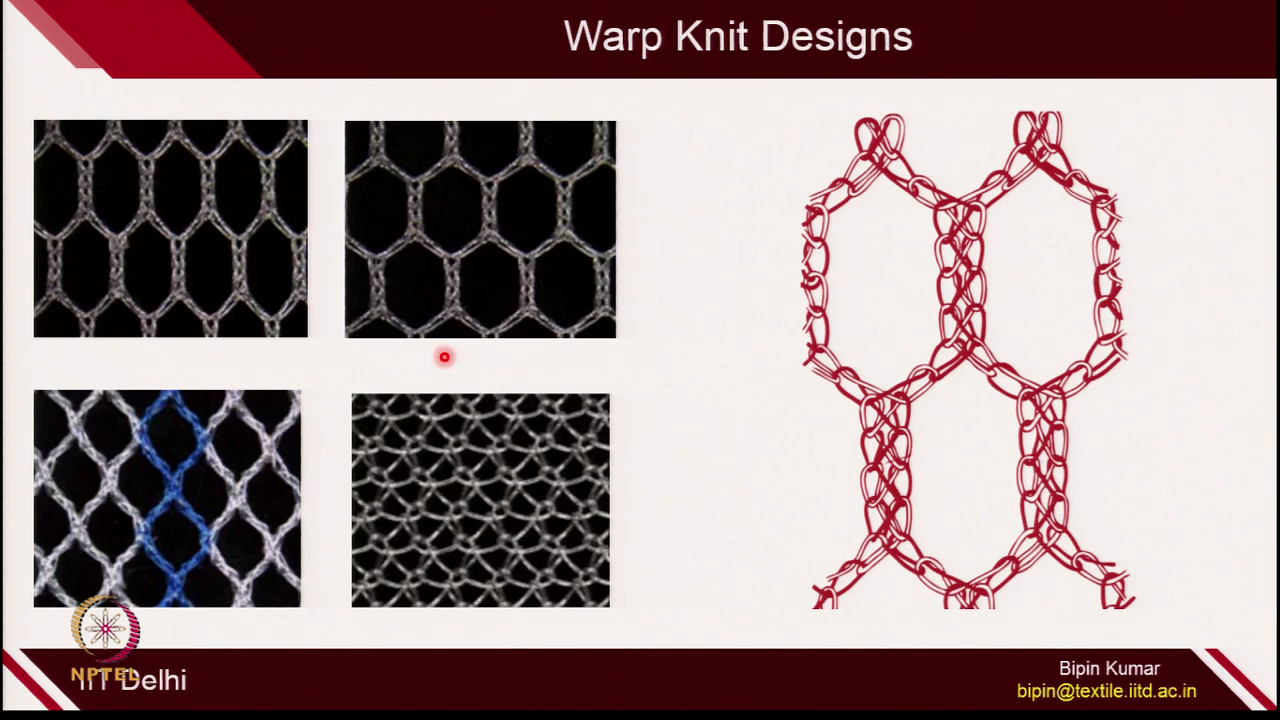 Warp Knit Designs
NPTEL
IIT Delhi
Bipin Kumar
bipin@textile.iitd.ac.in